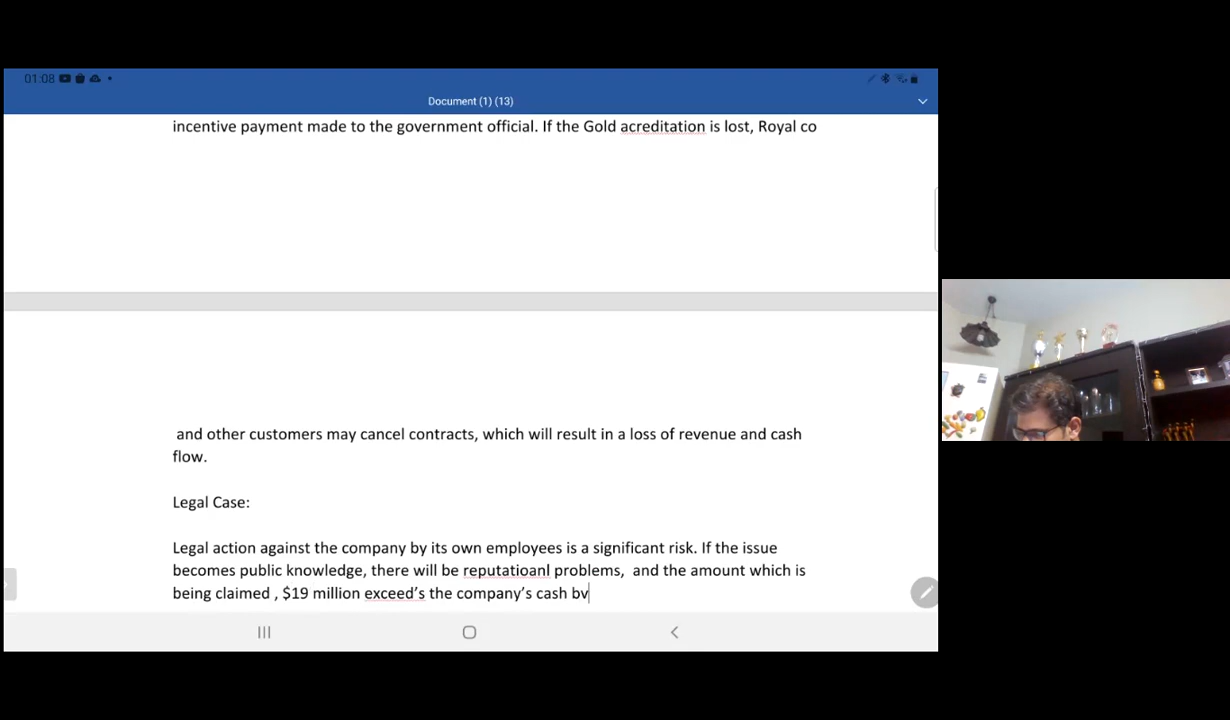 01:08
Document (1) (13)
incentive payment made to the government official. If the Gold acreditation is lost, Royal co
and other customers may cancel contracts, which will result in a loss of revenue and cash
flow.
Legal Case:
Legal action against the company by its own employees is a significant risk. If the issue
becomes public knowledge, there will be reputatioanl problems,  and the amount which is
being claimed , $19 million exceed’s the company’s cash bv